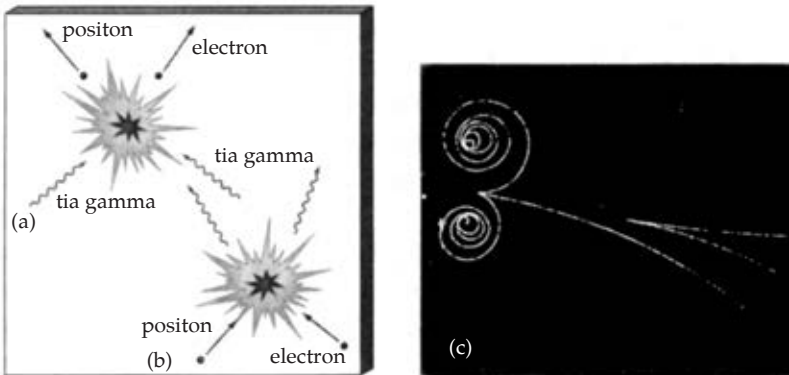 positon
electron
tia gamma
tia gamma
(a)
positon
electron
(b)
(c)